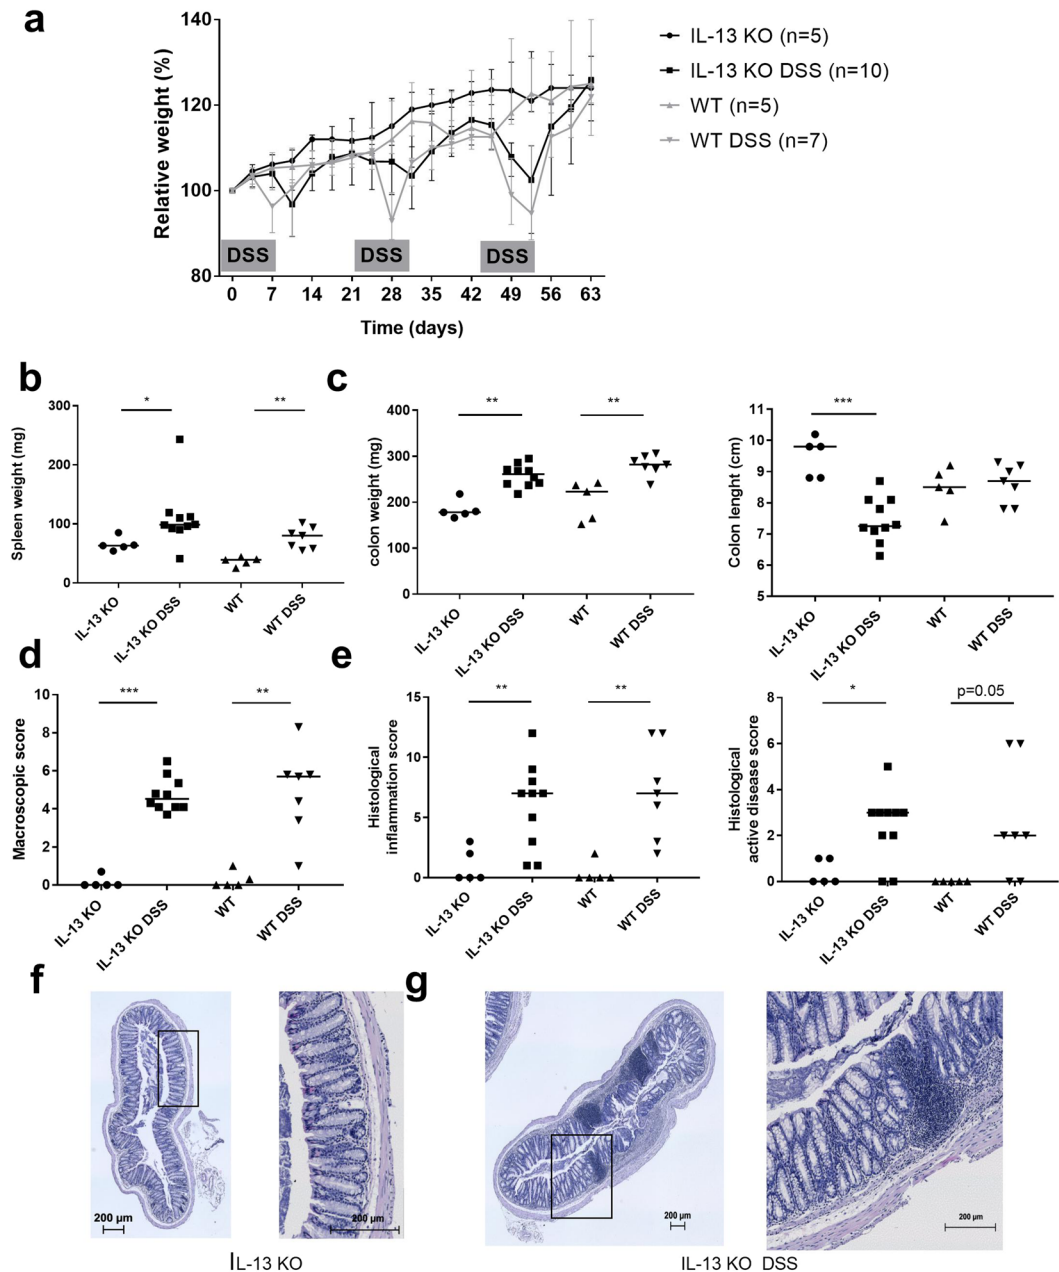 a
140
120
100
80
Relative weight (%)
DSS
DSS
DSS
0 7 14 21 28 35 42 49 56 63
Time (days)
IL-13 KO (n=5)
IL-13 KO DSS (n=10)
WT (n=5)
WT DSS (n=7)
b
Spleen weight (mg)
300
200
100
0
*
**
IL-13 KO
IL-13 KO DSS
WT
WT DSS
c
colon weight (mg)
400
300
200
100
0
**
**
IL-13 KO
IL-13 KO DSS
WT
WT DSS
Colon lenght (cm)
11
10
9
8
7
6
5
***
IL-13 KO
IL-13 KO DSS
WT
WT DSS
d
Macroscopic score
10
8
6
4
2
0
***
**
IL-13 KO
IL-13 KO DSS
WT
WT DSS
e
Histological
inflammation score
15
10
5
0
**
**
IL-13 KO
IL-13 KO DSS
WT
WT DSS
Histological
active disease score
8
6
4
2
0
*
p=0.05
IL-13 KO
IL-13 KO DSS
WT
WT DSS
f
200 µm
200 µm
IL-13 KO
g
200 µm
200 µm
IL-13 KO DSS